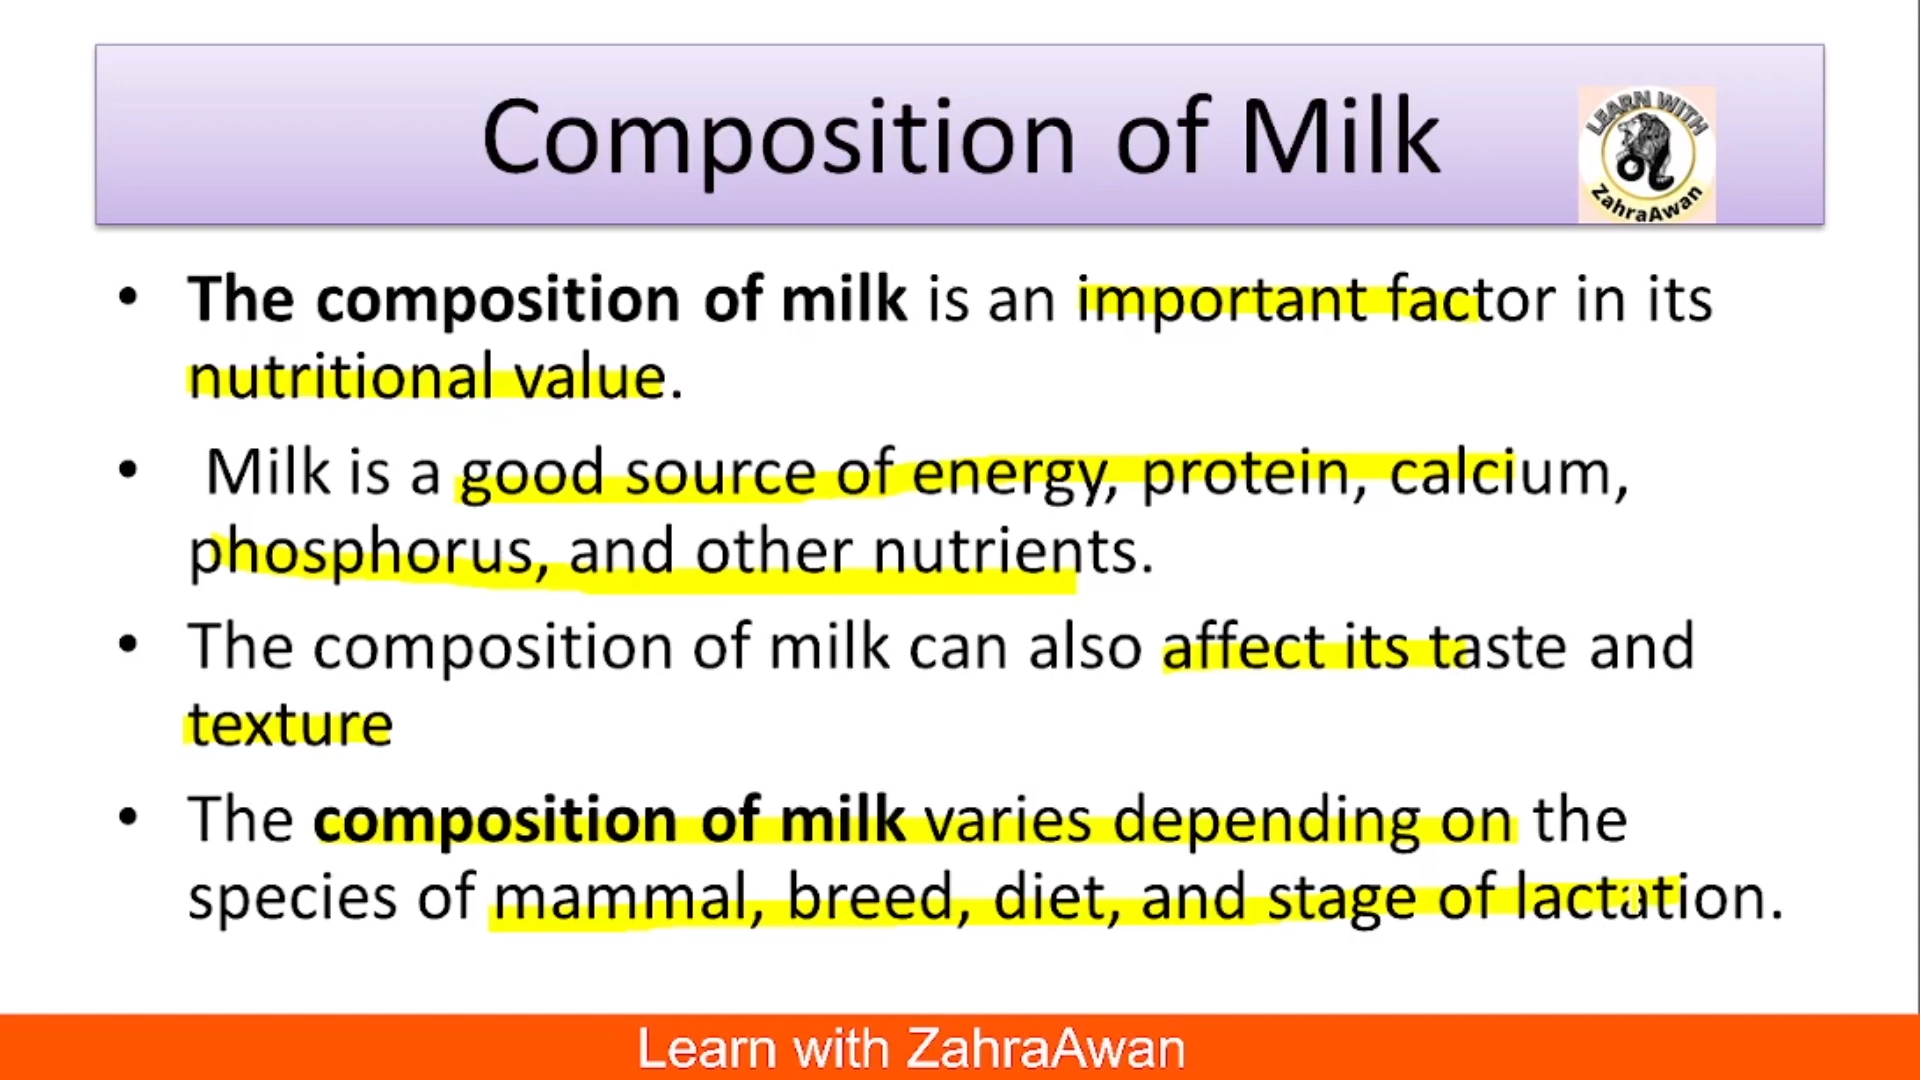 Composition of Milk
LEARN WITH
ZahraAwan
• The composition of milk is an important factor in its
nutritional value.
• Milk is a good source of energy, protein, calcium,
phosphorus, and other nutrients.
• The composition of milk can also affect its taste and
texture
• The composition of milk varies depending on the
species of mammal, breed, diet, and stage of lactation.
Learn with ZahraAwan